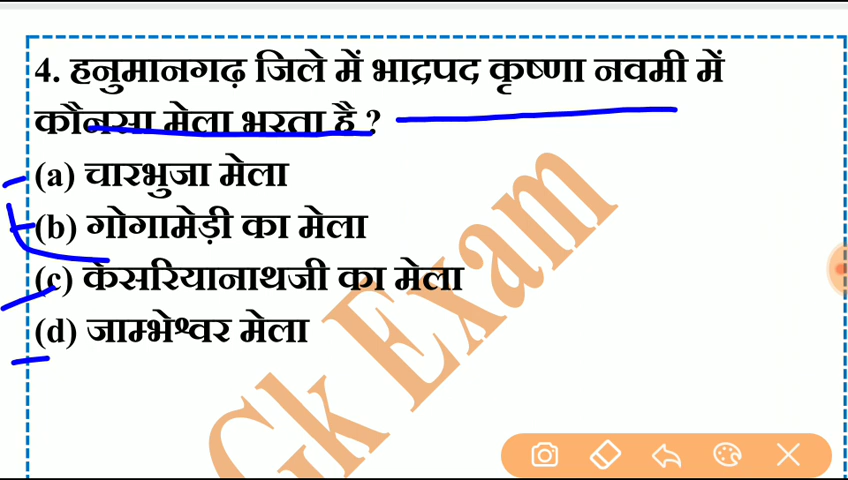 4. हनुमानगढ़ जिले में भाद्रपद कृष्णा नवमी में
कौनसा मेला भरता है ?
(a) चारभुजा मेला
(b) गोगामेड़ी का मेला
(c) केसरियानाथजी का मेला
(d) जाम्भेश्वर मेला
Gk Exam